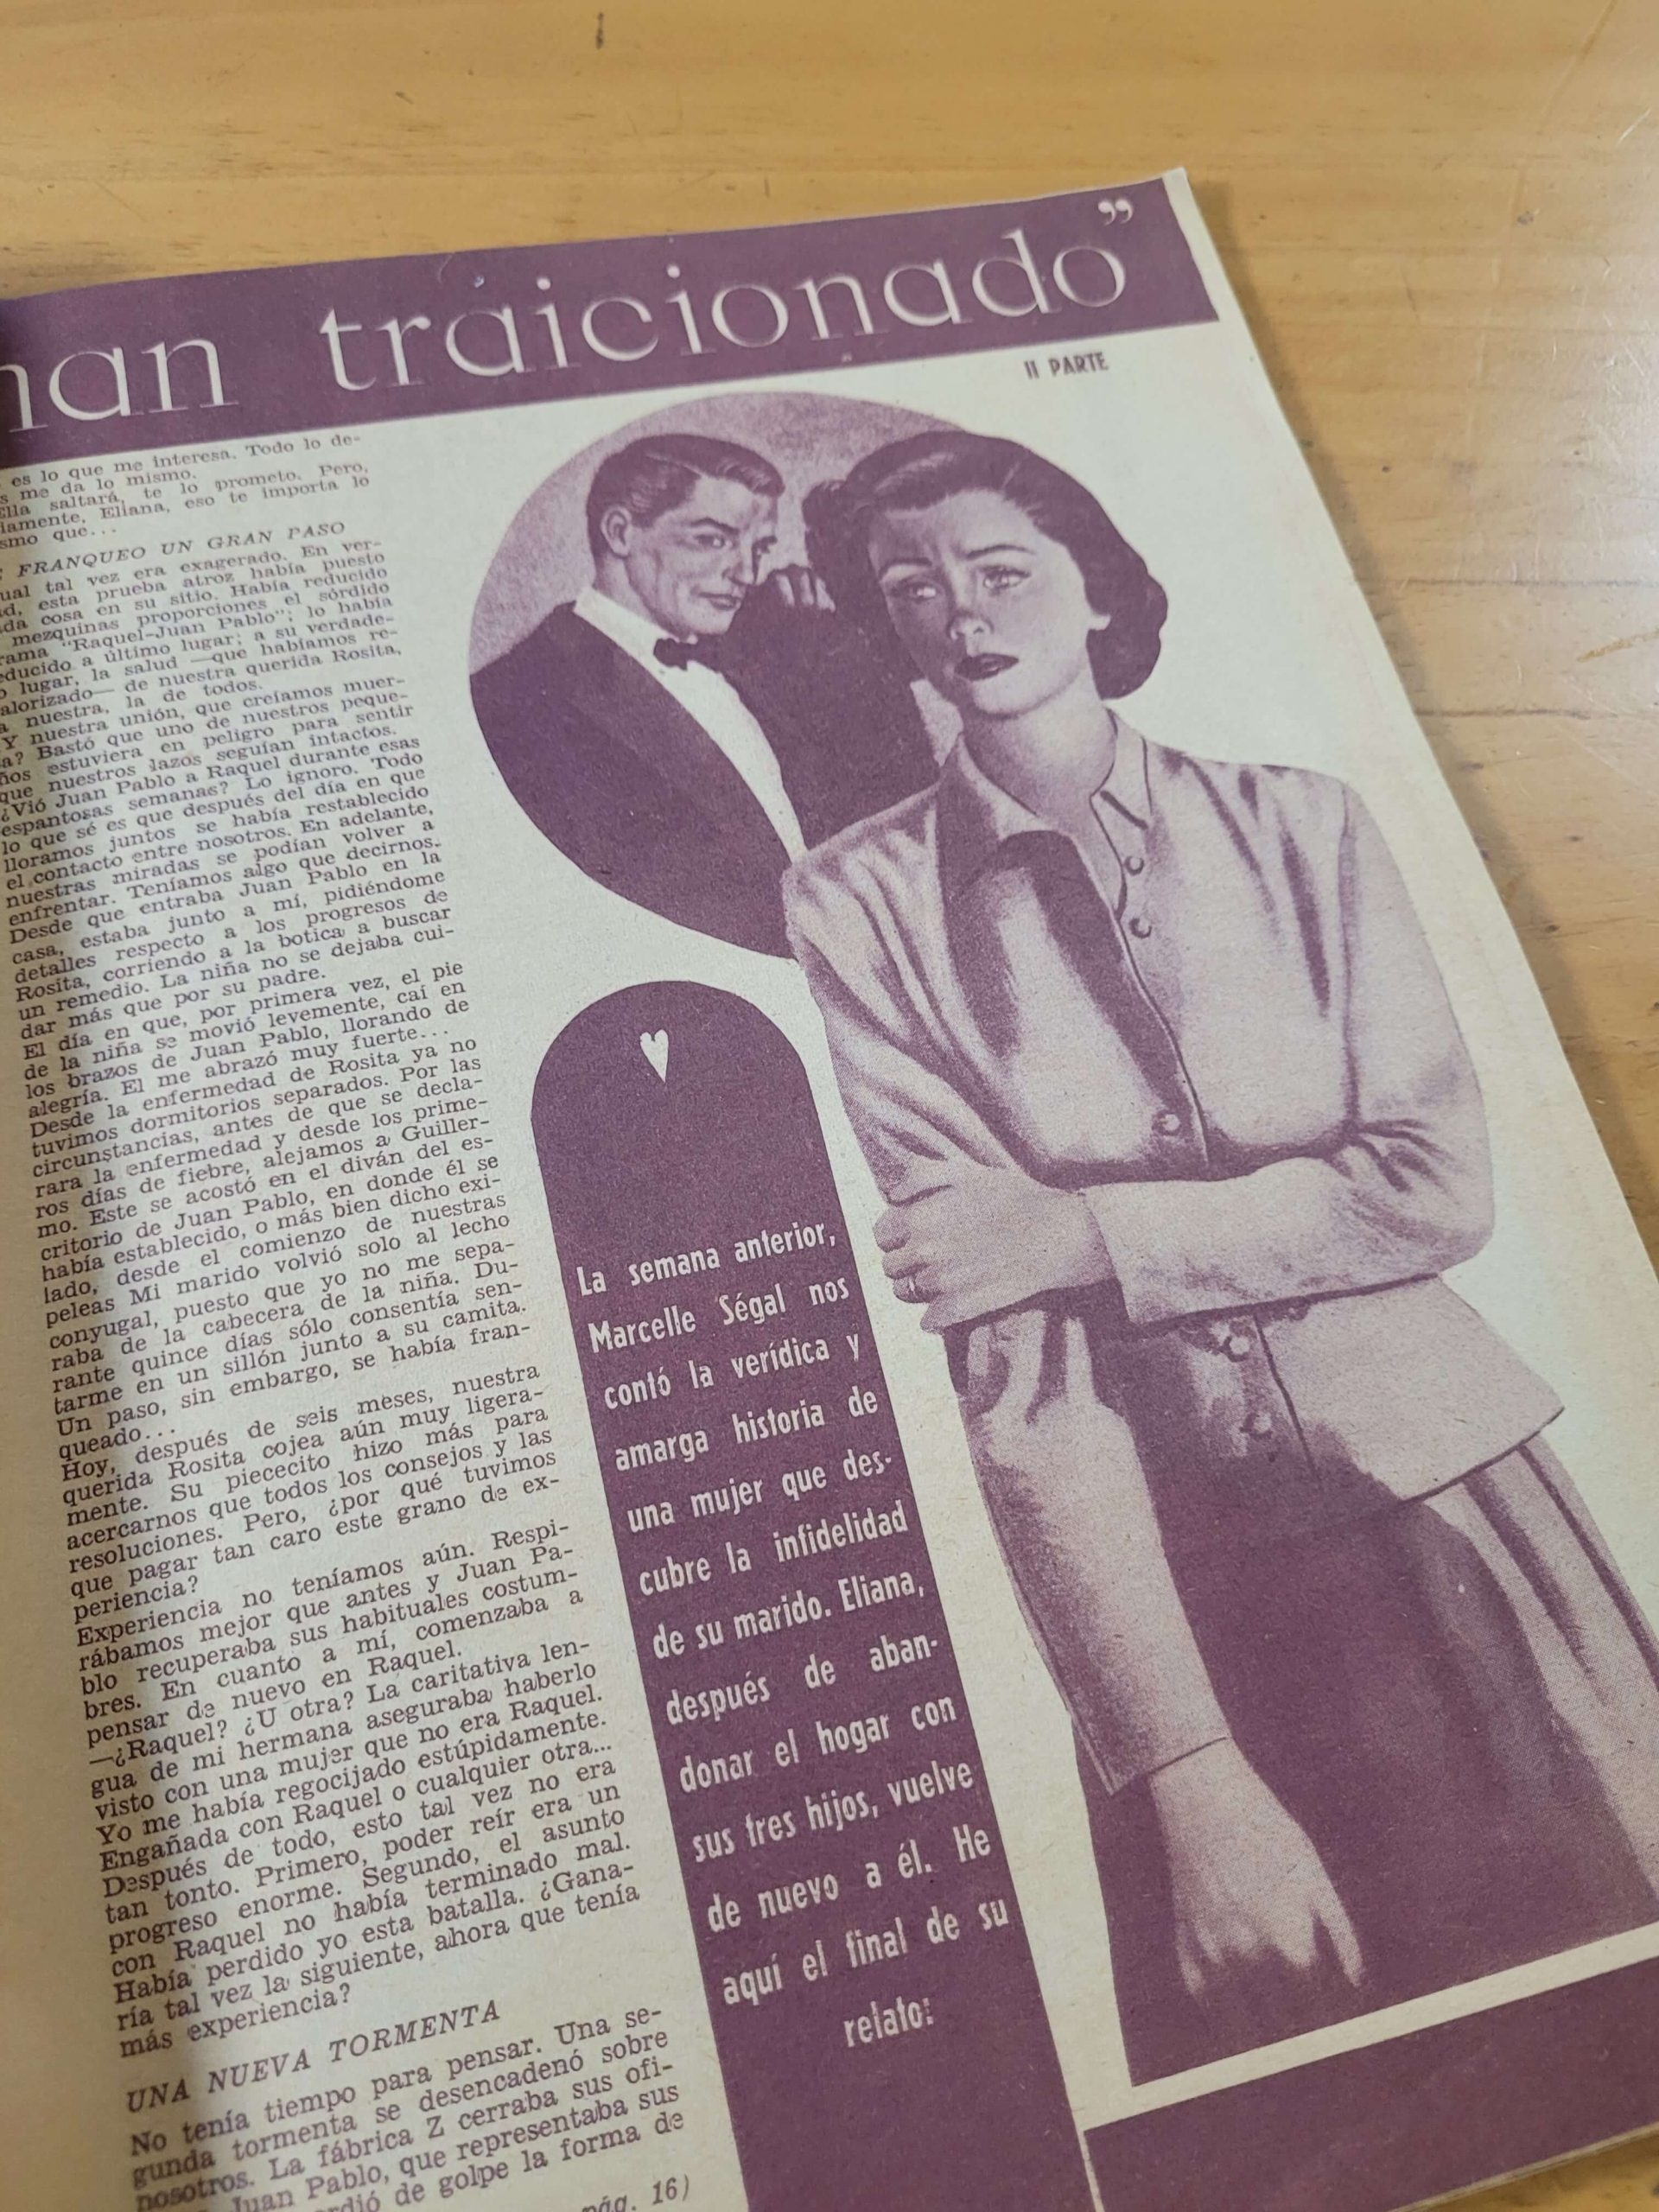 han traicionado”
II PARTE
es lo que me interesa. Todo lo de-
s me da lo mismo.
Ella saltará, te lo prometo. Pero,
iamente, Eliana, eso te importa lo
smo que...
FRANQUEO UN GRAN PASO
ual tal vez era exagerado. En ver-
d, esta prueba atroz había puesto
da cosa en su sitio. Había reducido
mezquinas proporciones el sórdido
rama “Raquel-Juan Pablo”; lo había
educido a último lugar; a su verdade-
o lugar, la salud —que habíamos re-
alorizado— de nuestra querida Rosita,
a nuestra, la de todos.
Y nuestra unión, que creíamos muer-
a? Bastó que uno de nuestros peque-
ños estuviera en peligro para sentir
que nuestros lazos seguían intactos.
¿Vió Juan Pablo a Raquel durante esas
espantosas semanas? Lo ignoro. Todo
lo que sé es que después del día en que
lloramos juntos se había restablecido
el contacto entre nosotros. En adelante,
nuestras miradas se podían volver a
enfrentar. Teníamos algo que decirnos.
Desde que entraba Juan Pablo en la
casa, estaba junto a mí, pidiéndome
detalles respecto a los progresos de
Rosita, corriendo a la botica a buscar
un remedio. La niña no se dejaba cui-
dar más que por su padre.
El día en que, por primera vez, el pie
de la niña se movió levemente, caí en
los brazos de Juan Pablo, llorando de
alegría. El me abrazó muy fuerte...
Desde la enfermedad de Rosita ya no
tuvimos dormitorios separados. Por las
circunstancias, antes de que se decla-
rara la enfermedad y desde los prime-
ros días de fiebre, alejamos a Guiller-
mo. Este se acostó en el diván del es-
critorio de Juan Pablo, en donde él se
había establecido, o más bien dicho exi-
lado, desde el comienzo de nuestras
peleas Mi marido volvió solo al lecho
conyugal, puesto que yo no me sepa-
raba de la cabecera de la niña. Du-
rante quince días sólo consentía sen-
tarme en un sillón junto a su camita.
Un paso, sin embargo, se había fran-
queado...
Hoy, después de seis meses, nuestra
querida Rosita cojea aún muy ligera-
mente. Su piececito hizo más para
acercarnos que todos los consejos y las
resoluciones. Pero, ¿por qué tuvimos
que pagar tan caro este grano de ex-
periencia?
Experiencia no teníamos aún. Respi-
rábamos mejor que antes y Juan Pa-
blo recuperaba sus habituales costum-
bres. En cuanto a mí, comenzaba a
pensar de nuevo en Raquel.
—¿Raquel? ¿U otra? La caritativa len-
gua de mi hermana aseguraba haberlo
visto con una mujer que no era Raquel.
Yo me había regocijado estúpidamente.
Engañada con Raquel o cualquier otra...
Después de todo, esto tal vez no era
tan tonto. Primero, poder reír era un
progreso enorme. Segundo, el asunto
con Raquel no había terminado mal.
Había perdido yo esta batalla. ¿Gana-
ría tal vez la siguiente, ahora que tenía
más experiencia?
UNA NUEVA TORMENTA
No tenía tiempo para pensar. Una se-
gunda tormenta se desencadenó sobre
nosotros. La fábrica Z cerraba sus ofi-
Juan Pablo, que representaba sus
rdió de golpe la forma de
pág. 16)
La semana anterior,
Marcelle Ségal nos
contó la verídica y
amarga historia de
una mujer que des-
cubre la infidelidad
de su marido. Eliana,
después de aban-
donar el hogar con
sus tres hijos, vuelve
de nuevo a él. He
aquí el final de su
relato: